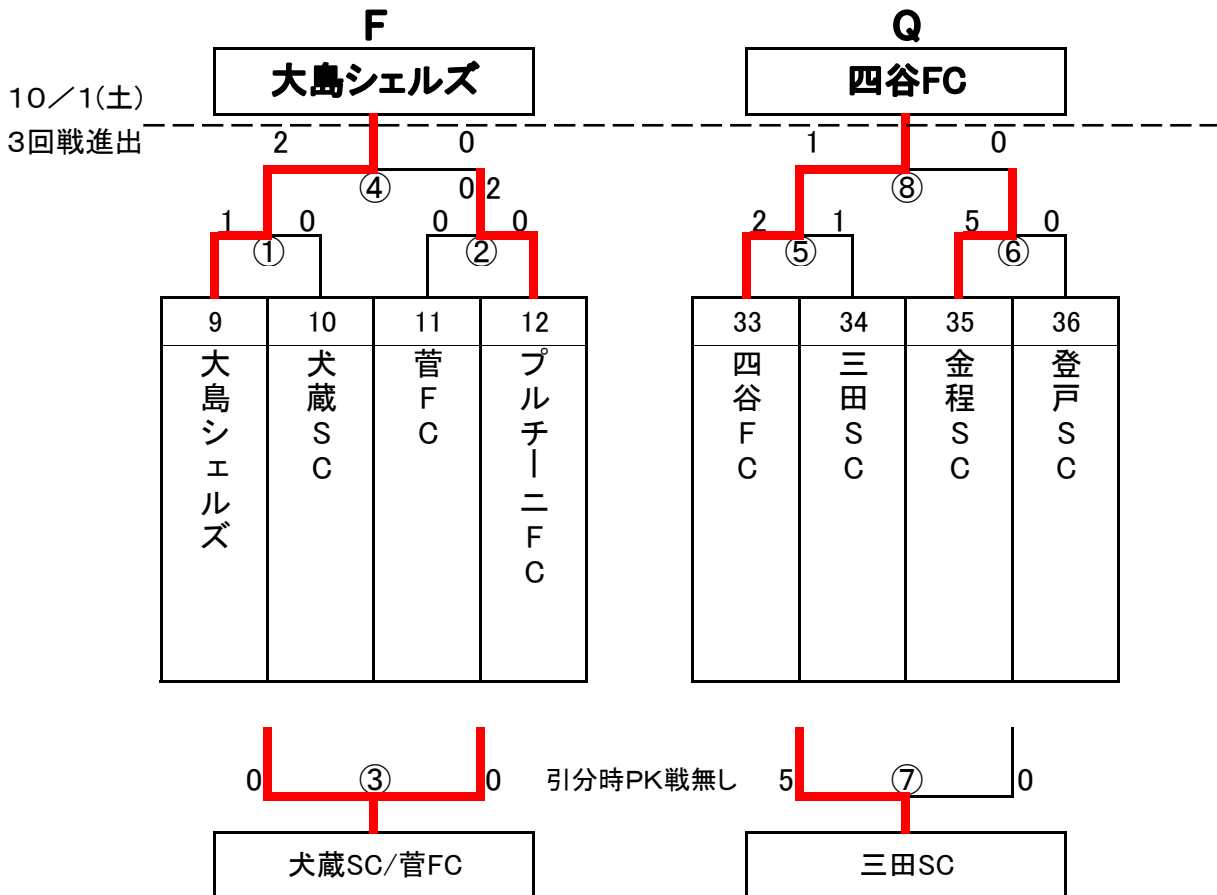 F Q
大島シェルズ 四谷FC
10／1(土)
3回戦進出 2 0 1 0
④ 0 2 ⑧
1 0 0 0 2 1 5 0
① ② ⑤ ⑥
9 10 11 12 33 34 35 36
大島シェルズ
犬蔵SC
菅FC
プルチーニFC
四谷FC
三田SC
金程SC
登戸SC
0 ③ 0 引分時PK戦無し 5 ⑦ 0
犬蔵SC/菅FC 三田SC